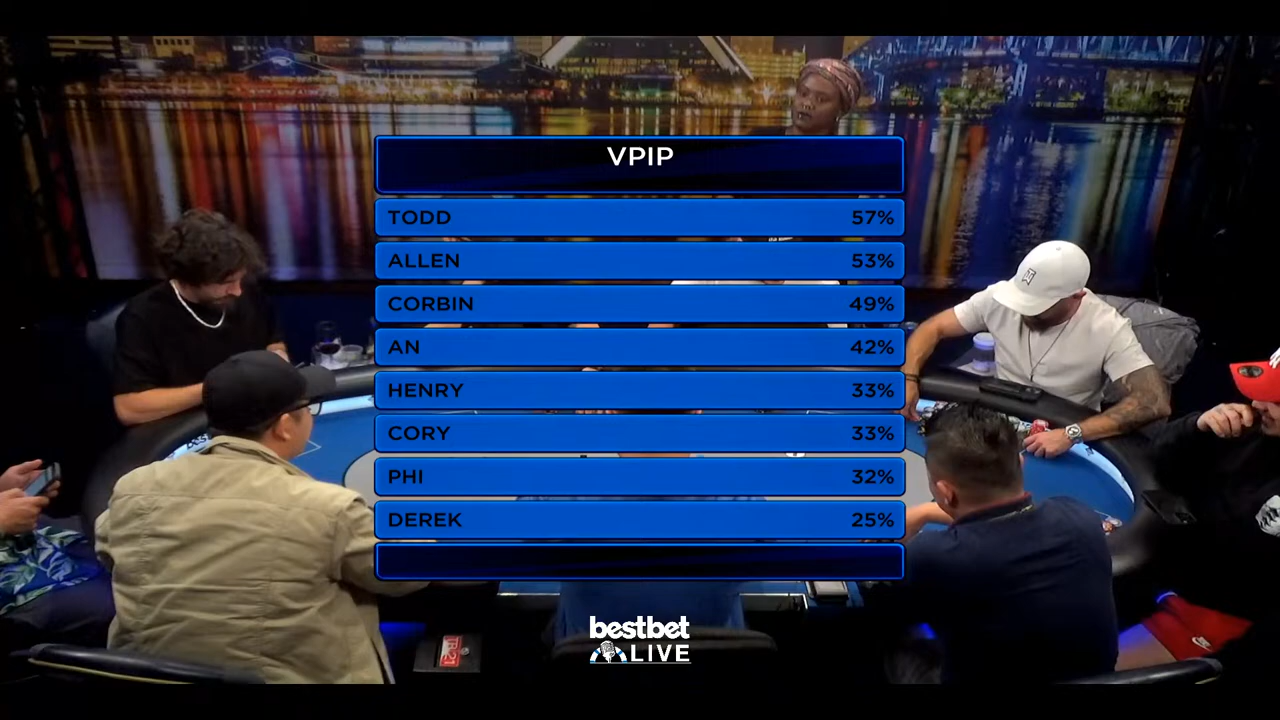 VPIP
TODD 57%
ALLEN 53%
CORBIN 49%
AN 42%
HENRY 33%
CORY 33%
PHI 32%
DEREK 25%
bestbet
LIVE